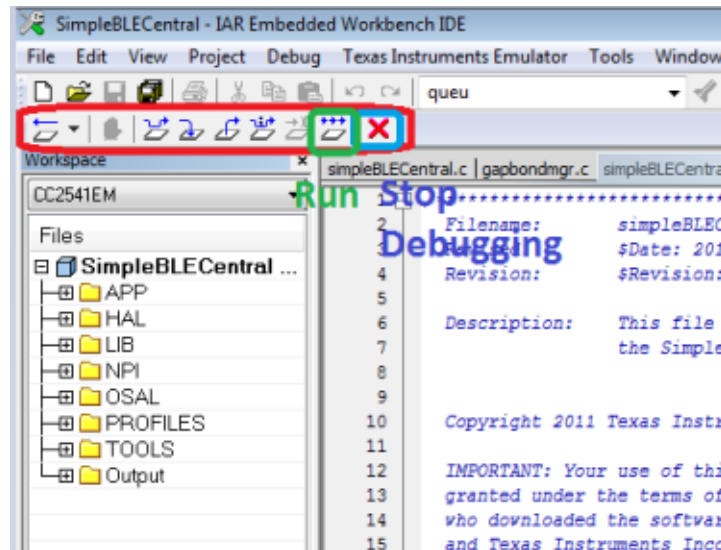 SimpleBLECentral - IAR Embedded Workbench IDE
File Edit View Project Debug Texas Instruments Emulator Tools Window
queu
Workspace
simpleBLECentral.c | gapbondmgr.c simpleBLECentra
CC2541EM
Run Stop
Debugging
Files
SimpleBLECentral ...
APP
HAL
LIB
NPI
OSAL
PROFILES
TOOLS
Output
1 ****************************
2 Filename: simpleBLEC
3 $Date: 201
4 Revision: $Revision:
5
6 Description: This file
7 the Simple
8
9
10 Copyright 2011 Texas Instr
11
12 IMPORTANT: Your use of thi
13 granted under the terms of
14 who downloaded the softwar
15 and Texas Instruments Inco